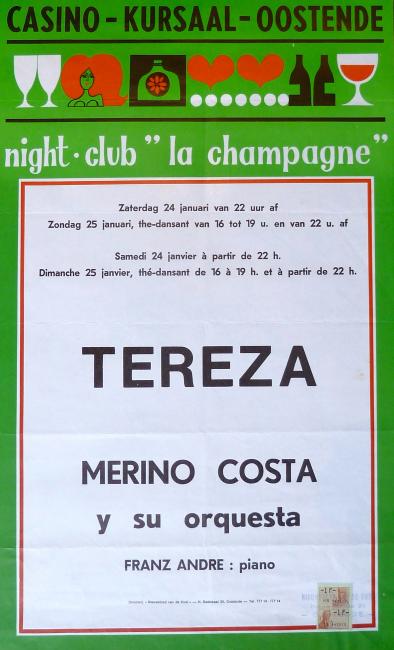 CASINO - KURSAAL - OOSTENDE
night·club " la champagne "
Zaterdag 24 januari van 22 uur af
Zondag 25 januari, the-dansant van 16 tot 19 u. en van 22 u. af
Samedi 24 janvier à partir de 22 h.
Dimanche 25 janvier, thé-dansant de 16 à 19 h. et à partir de 22 h.
TEREZA
MERINO COSTA
y su orquesta
FRANZ ANDRE : piano
-1F-
-1F-